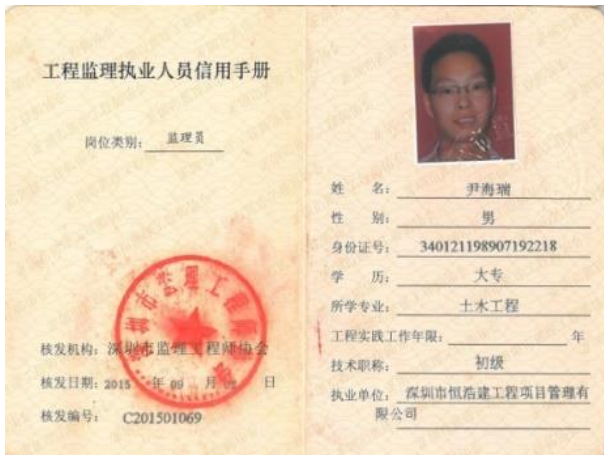 工程监理执业人员信用手册
岗位类别: 监理员
核发机构: 深圳市监理工程师协会
核发日期: 2015 年 09 月 日
核发编号: C201501069
姓 名: 尹海瑞
性 别: 男
身份证号: 340121198907192218
学 历: 大专
所学专业: 土木工程
工程实践工作年限: 年
技术职称: 初级
执业单位: 深圳市恒浩建工程项目管理有
限公司